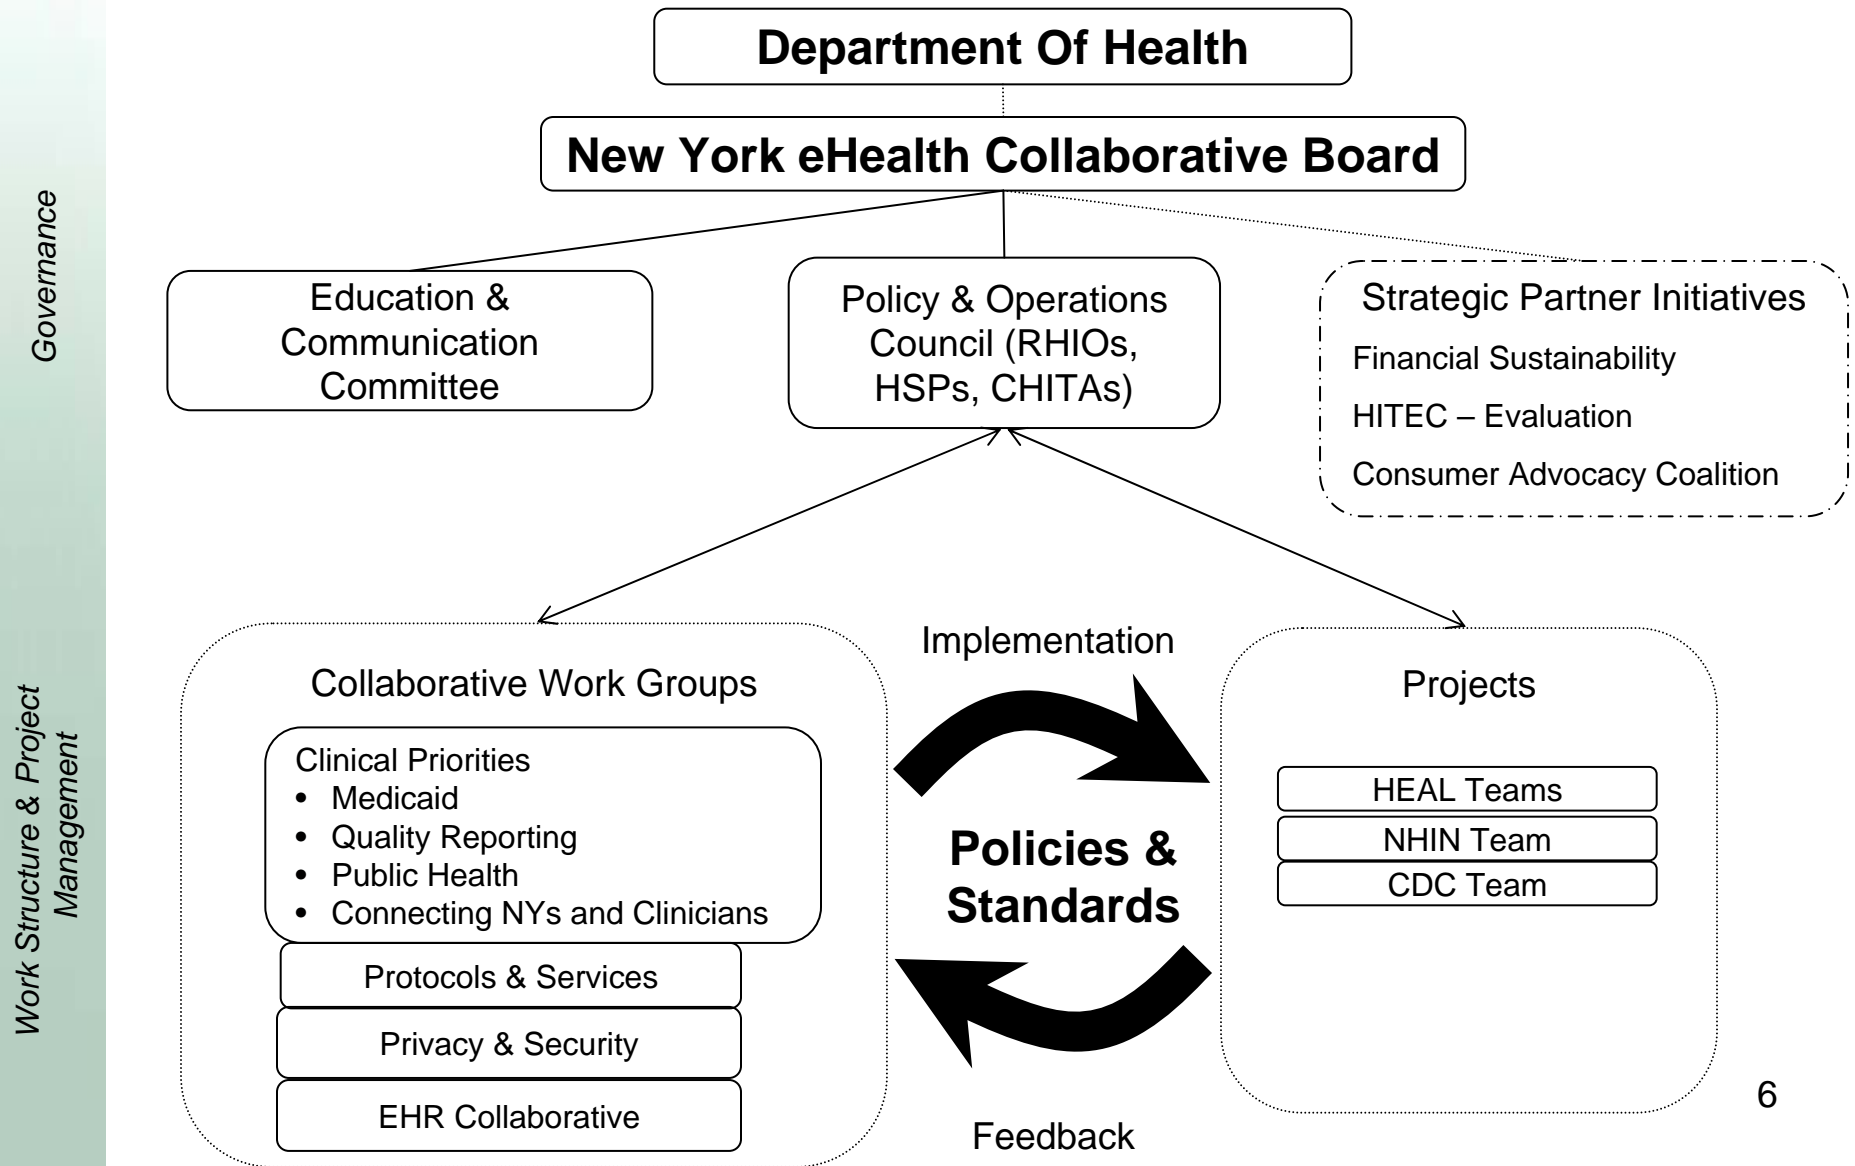 Department Of Health
New York eHealth Collaborative Board
Governance
Education &
Communication
Committee
Policy & Operations
Council (RHIOs,
HSPs, CHITAs)
Strategic Partner Initiatives
Financial Sustainability
HITEC – Evaluation
Consumer Advocacy Coalition
Work Structure & Project
Management
Collaborative Work Groups
Clinical Priorities
• Medicaid
• Quality Reporting
• Public Health
• Connecting NYs and Clinicians
Protocols & Services
Privacy & Security
EHR Collaborative
Implementation
Policies &
Standards
Feedback
Projects
HEAL Teams
NHIN Team
CDC Team
6